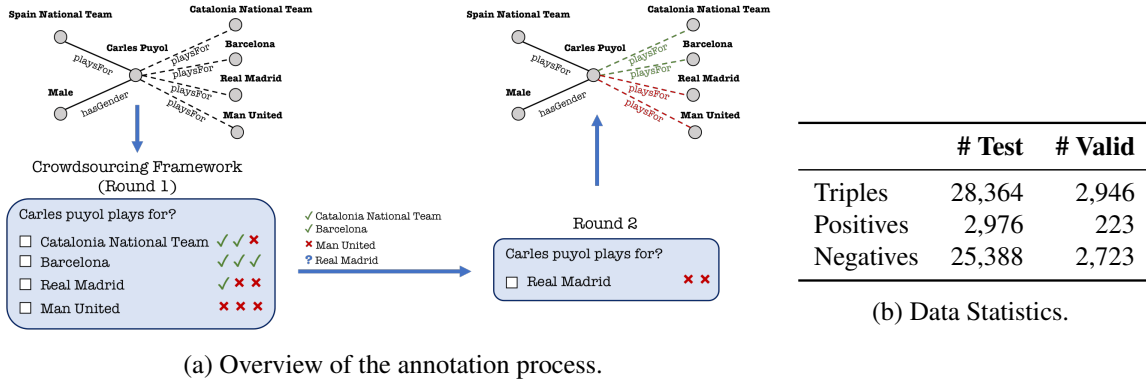 Spain National Team
Catalonia National Team
Carles Puyol
Barcelona
playsFor
playsFor
playsFor
Real Madrid
playsFor
Male
hasGender
playsFor
Man United
Crowdsourcing Framework
(Round 1)
Carles puyol plays for?
Catalonia National Team ✓ ✓ ×
Barcelona ✓ ✓ ✓
Real Madrid ✓ × ×
Man United × × ×
✓ Catalonia National Team
✓ Barcelona
× Man United
? Real Madrid
Spain National Team
Catalonia National Team
Carles Puyol
Barcelona
playsFor
playsFor
playsFor
Real Madrid
playsFor
Male
hasGender
playsFor
Man United
Round 2
Carles puyol plays for?
Real Madrid × ×
(a) Overview of the annotation process.
# Test # Valid
Triples 28,364 2,946
Positives 2,976 223
Negatives 25,388 2,723
(b) Data Statistics.